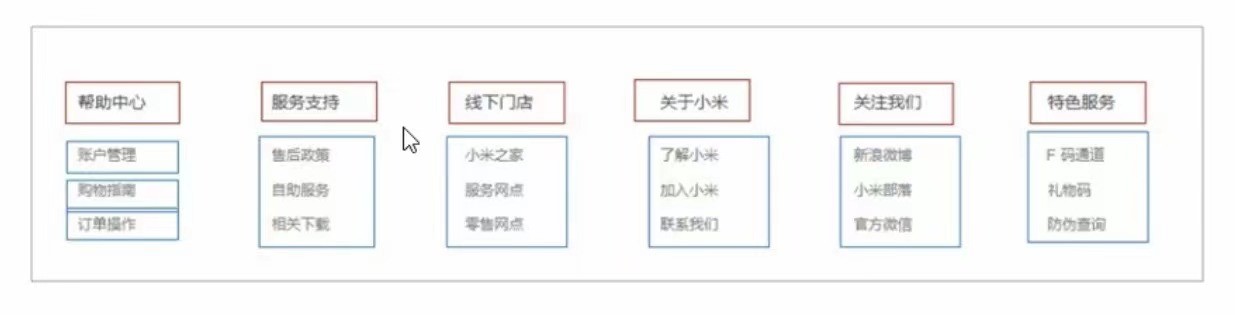 帮助中心 服务支持 线下门店 关于小米 关注我们 特色服务
账户管理 售后政策 小米之家 了解小米 新浪微博 F 码通道
购物指南 自助服务 服务网点 加入小米 小米部落 礼物码
订单操作 相关下载 零售网点 联系我们 官方微信 防伪查询